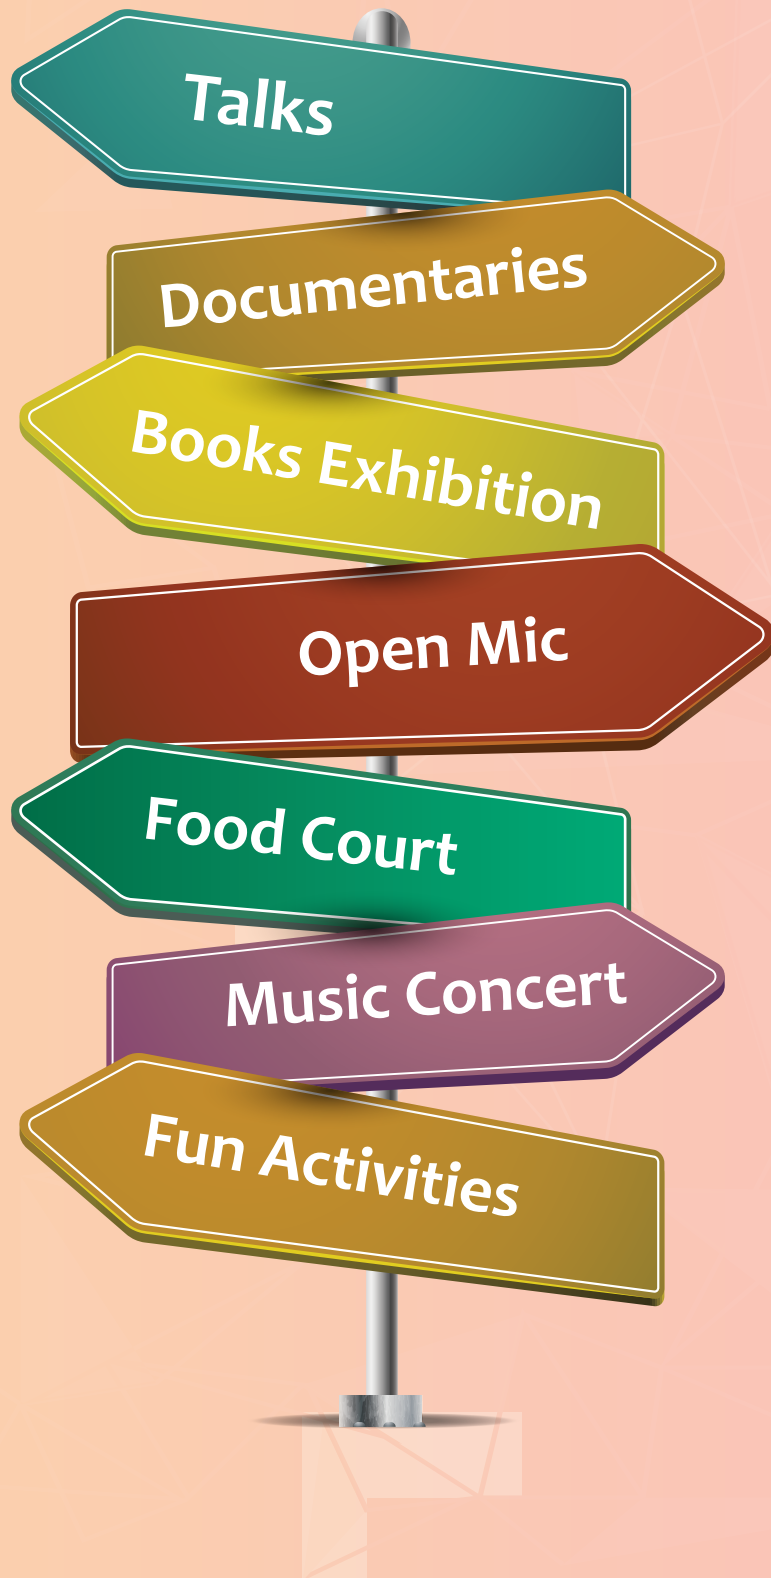 Talks
Documentaries
Books Exhibition
Open Mic
Food Court
Music Concert
Fun Activities